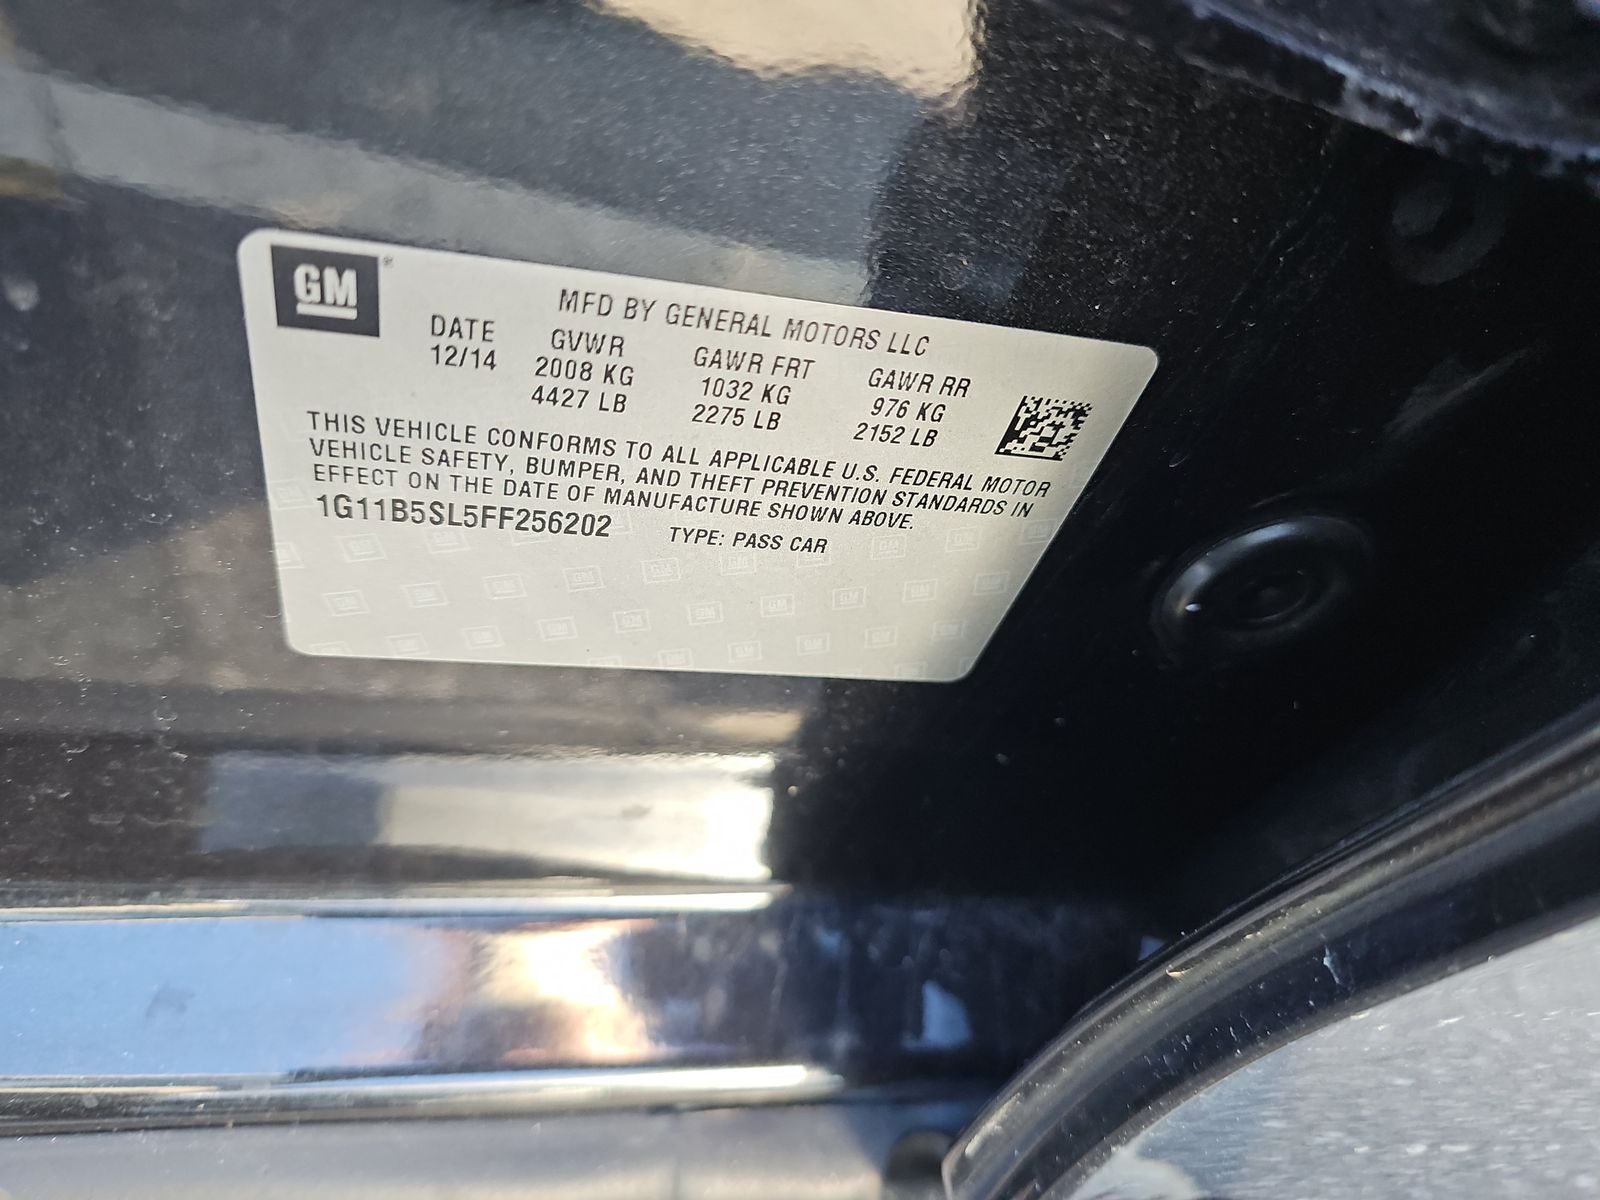 GM®
MFD BY GENERAL MOTORS LLC
DATE GVWR GAWR FRT GAWR RR
12/14 2008 KG 1032 KG 976 KG
4427 LB 2275 LB 2152 LB
THIS VEHICLE CONFORMS TO ALL APPLICABLE U.S. FEDERAL MOTOR
VEHICLE SAFETY, BUMPER, AND THEFT PREVENTION STANDARDS IN
EFFECT ON THE DATE OF MANUFACTURE SHOWN ABOVE.
1G11B5SL5FF256202 TYPE: PASS CAR